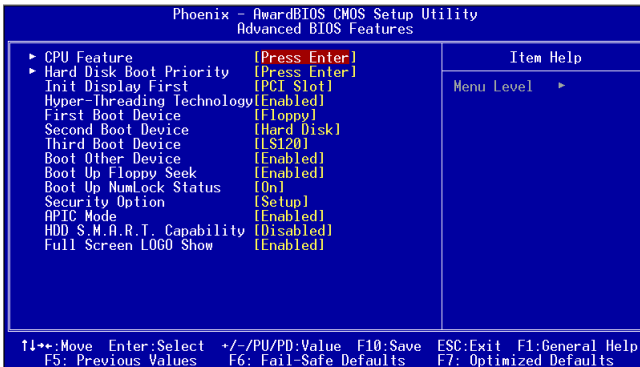 Phoenix - AwardBIOS CMOS Setup Utility
Advanced BIOS Features
► CPU Feature [Press Enter]
► Hard Disk Boot Priority [Press Enter]
Init Display First [PCI Slot]
Hyper-Threading Technology[Enabled]
First Boot Device [Floppy]
Second Boot Device [Hard Disk]
Third Boot Device [LS120]
Boot Other Device [Enabled]
Boot Up Floppy Seek [Enabled]
Boot Up NumLock Status [On]
Security Option [Setup]
APIC Mode [Enabled]
HDD S.M.A.R.T. Capability [Disabled]
Full Screen LOGO Show [Enabled]
Item Help
Menu Level ►
↑↓→←:Move Enter:Select +/-/PU/PD:Value F10:Save ESC:Exit F1:General Help
F5: Previous Values F6: Fail-Safe Defaults F7: Optimized Defaults